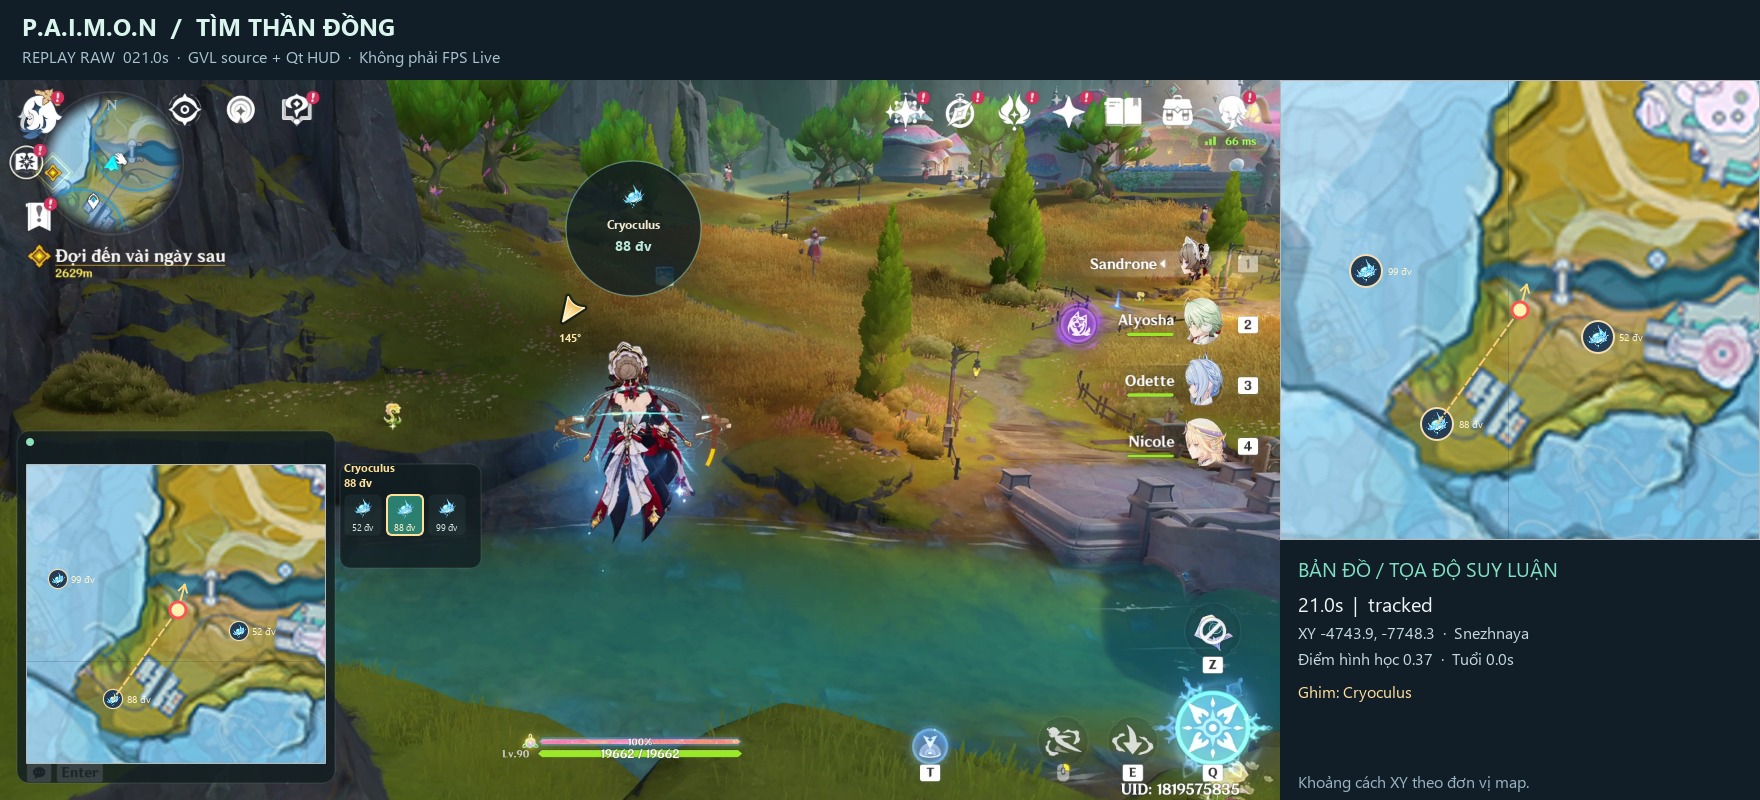 P.A.I.M.O.N / TÌM THẦN ĐỒNG
REPLAY RAW 021.0s · GVL source + Qt HUD · Không phải FPS Live
N
66 ms
Đợi đến vài ngày sau
2629m
Cryoculus
88 đv
145°
Sandrone
1
Alyosha
2
Odette
3
Nicole
4
99 đv
52 đv
88 đv
Cryoculus
88 đv
52 đv
88 đv
99 đv
99 đv
52 đv
88 đv
Enter
Lv.90
100%
19662 / 19662
T
E
Q
Z
UID: 1819575835
BẢN ĐỒ / TỌA ĐỘ SUY LUẬN
21.0s | tracked
XY -4743.9, -7748.3 · Snezhnaya
Điểm hình học 0.37 · Tuổi 0.0s
Ghim: Cryoculus
Khoảng cách XY theo đơn vị map.